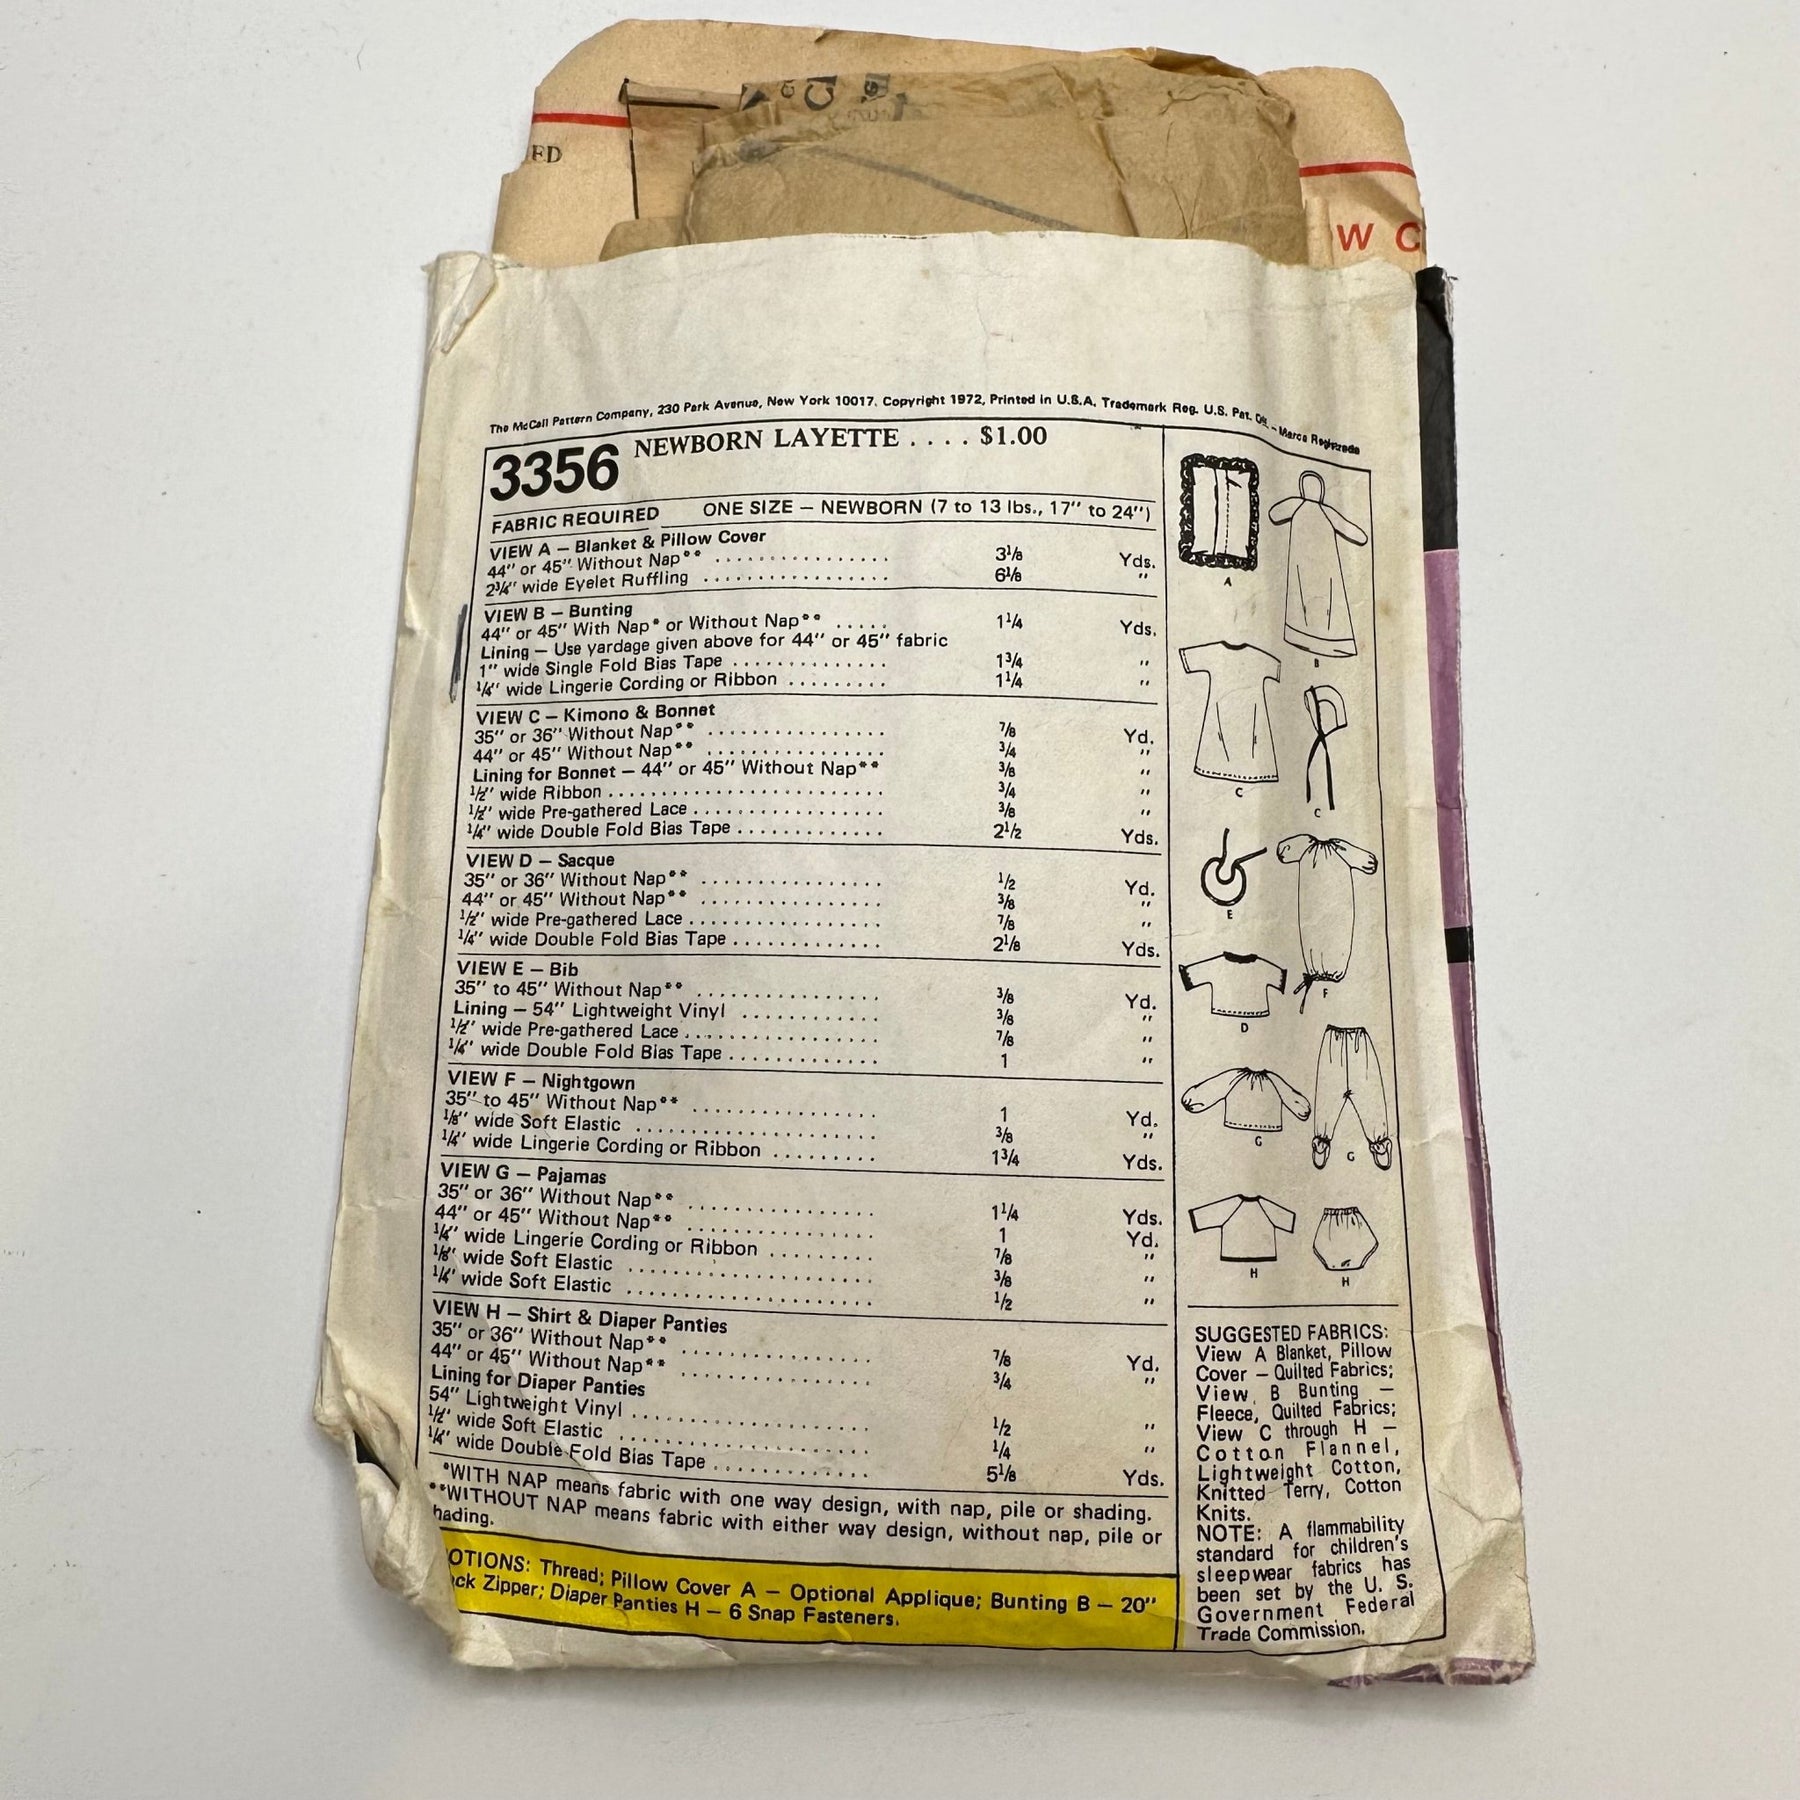 ED
W C
The McCall Pattern Company, 230 Park Avenue, New York 10017, Copyright 1972, Printed in U.S.A. Trademark Reg. U.S. Pat. Off. – Marca Registrada
3356 NEWBORN LAYETTE . . . . $1.00
FABRIC REQUIRED ONE SIZE – NEWBORN (7 to 13 lbs., 17" to 24")
VIEW A – Blanket & Pillow Cover
44" or 45" Without Nap** . . . . . . . . . . . . . . . . 3⅛ Yds.
2¾" wide Eyelet Ruffling . . . . . . . . . . . . . . . . 6⅛ "
VIEW B – Bunting
44" or 45" With Nap* or Without Nap** . . . . . 1¼ Yds.
Lining – Use yardage given above for 44" or 45" fabric
1" wide Single Fold Bias Tape . . . . . . . . . . . . . . 1¾ "
¼" wide Lingerie Cording or Ribbon . . . . . . . . . 1¼ "
VIEW C – Kimono & Bonnet
35" or 36" Without Nap** . . . . . . . . . . . . . . . . ⅞ Yd.
44" or 45" Without Nap** . . . . . . . . . . . . . . . . ¾ "
Lining for Bonnet – 44" or 45" Without Nap** ⅜ "
½" wide Ribbon . . . . . . . . . . . . . . . . . . . . . . . . ¾ "
½" wide Pre-gathered Lace . . . . . . . . . . . . . . . . ⅜ "
¼" wide Double Fold Bias Tape . . . . . . . . . . . . . 2½ Yds.
VIEW D – Sacque
35" or 36" Without Nap** . . . . . . . . . . . . . . . . ½ Yd.
44" or 45" Without Nap** . . . . . . . . . . . . . . . . ⅜ "
½" wide Pre-gathered Lace . . . . . . . . . . . . . . . . ⅞ "
¼" wide Double Fold Bias Tape . . . . . . . . . . . . . 2⅛ Yds.
VIEW E – Bib
35" to 45" Without Nap** . . . . . . . . . . . . . . . . ⅜ Yd.
Lining – 54" Lightweight Vinyl . . . . . . . . . . . . ⅜ "
½" wide Pre-gathered Lace . . . . . . . . . . . . . . . . ⅞ "
¼" wide Double Fold Bias Tape . . . . . . . . . . . . . 1 "
VIEW F – Nightgown
35" to 45" Without Nap** . . . . . . . . . . . . . . . . 1 Yd.
⅛" wide Soft Elastic . . . . . . . . . . . . . . . . . . . . . ⅜ "
¼" wide Lingerie Cording or Ribbon . . . . . . . . . 1¾ Yds.
VIEW G – Pajamas
35" or 36" Without Nap** . . . . . . . . . . . . . . . . 1¼ Yds.
44" or 45" Without Nap** . . . . . . . . . . . . . . . . 1 Yd.
¼" wide Lingerie Cording or Ribbon . . . . . . . . . ⅞ "
⅛" wide Soft Elastic . . . . . . . . . . . . . . . . . . . . . ⅜ "
¼" wide Soft Elastic . . . . . . . . . . . . . . . . . . . . . ½ "
VIEW H – Shirt & Diaper Panties
35" or 36" Without Nap** . . . . . . . . . . . . . . . . ⅞ Yd.
44" or 45" Without Nap** . . . . . . . . . . . . . . . . ¾ "
Lining for Diaper Panties
54" Lightweight Vinyl . . . . . . . . . . . . . . . . . . . . ½ "
½" wide Soft Elastic . . . . . . . . . . . . . . . . . . . . . ¼ "
¼" wide Double Fold Bias Tape . . . . . . . . . . . . . 5⅛ Yds.
*WITH NAP means fabric with one way design, with nap, pile or shading.
**WITHOUT NAP means fabric with either way design, without nap, pile or
hading.
OTIONS: Thread; Pillow Cover A – Optional Applique; Bunting B – 20"
ck Zipper; Diaper Panties H – 6 Snap Fasteners.
A
B
C
C
E
F
D
G
G
H
H
SUGGESTED FABRICS:
View A Blanket, Pillow
Cover – Quilted Fabrics;
View B Bunting –
Fleece, Quilted Fabrics;
View C through H –
Cotton Flannel,
Lightweight Cotton,
Knitted Terry, Cotton
Knits.
NOTE: A flammability
standard for children's
sleepwear fabrics has
been set by the U. S.
Government Federal
Trade Commission.